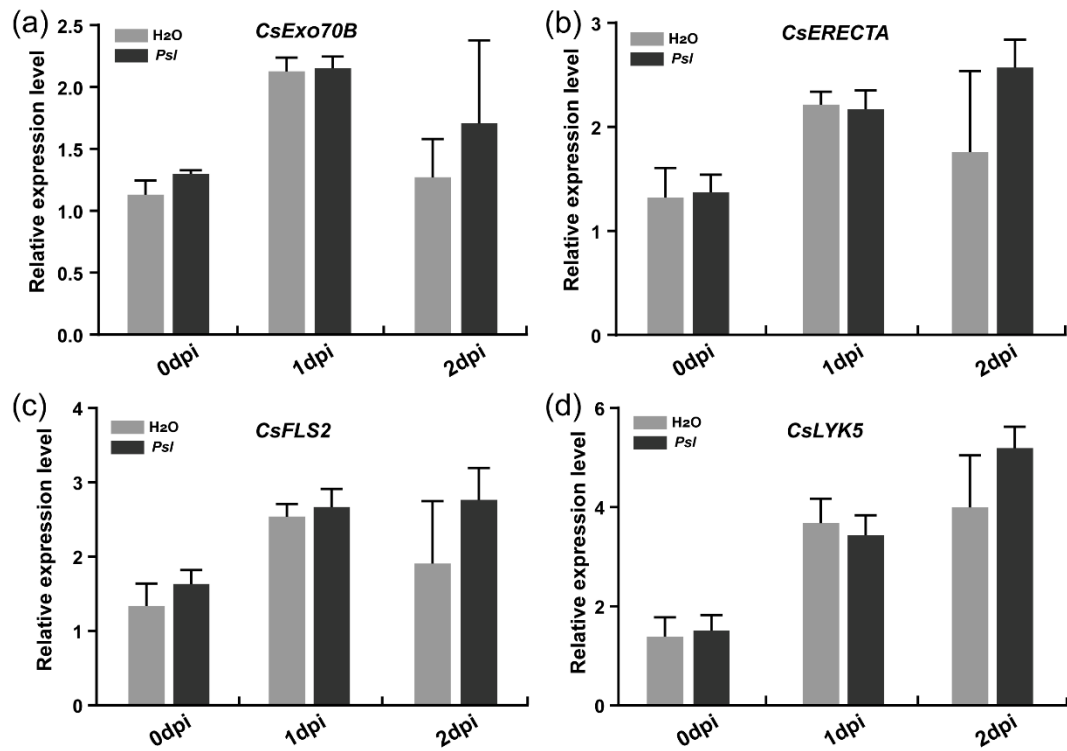 (a)
CsExo70B
H2O
Psl
Relative expression level
2.5
2.0
1.5
1.0
0.5
0.0
0dpi
1dpi
2dpi
(b)
CsERECTA
H2O
Psl
Relative expression level
3
2
1
0
0dpi
1dpi
2dpi
(c)
CsFLS2
H2O
Psl
Relative expression level
4
3
2
1
0
0dpi
1dpi
2dpi
(d)
CsLYK5
H2O
Psl
Relative expression level
6
4
2
0
0dpi
1dpi
2dpi